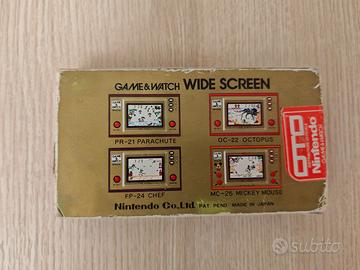 GAME&WATCH WIDE SCREEN
PR-21 PARACHUTE
OC-22 OCTOPUS
FP-24 CHEF
MC-25 MICKEY MOUSE
Nintendo Co.,Ltd. PAT. PEND. MADE IN JAPAN
GTO
Nintendo
subito